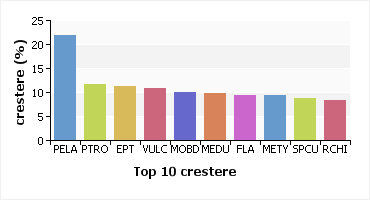 crestere (%)
25
20
15
10
5
0
PELA PTRO EPT VULC MOBD MEDU FLA METY SPCU RCHI
Top 10 crestere